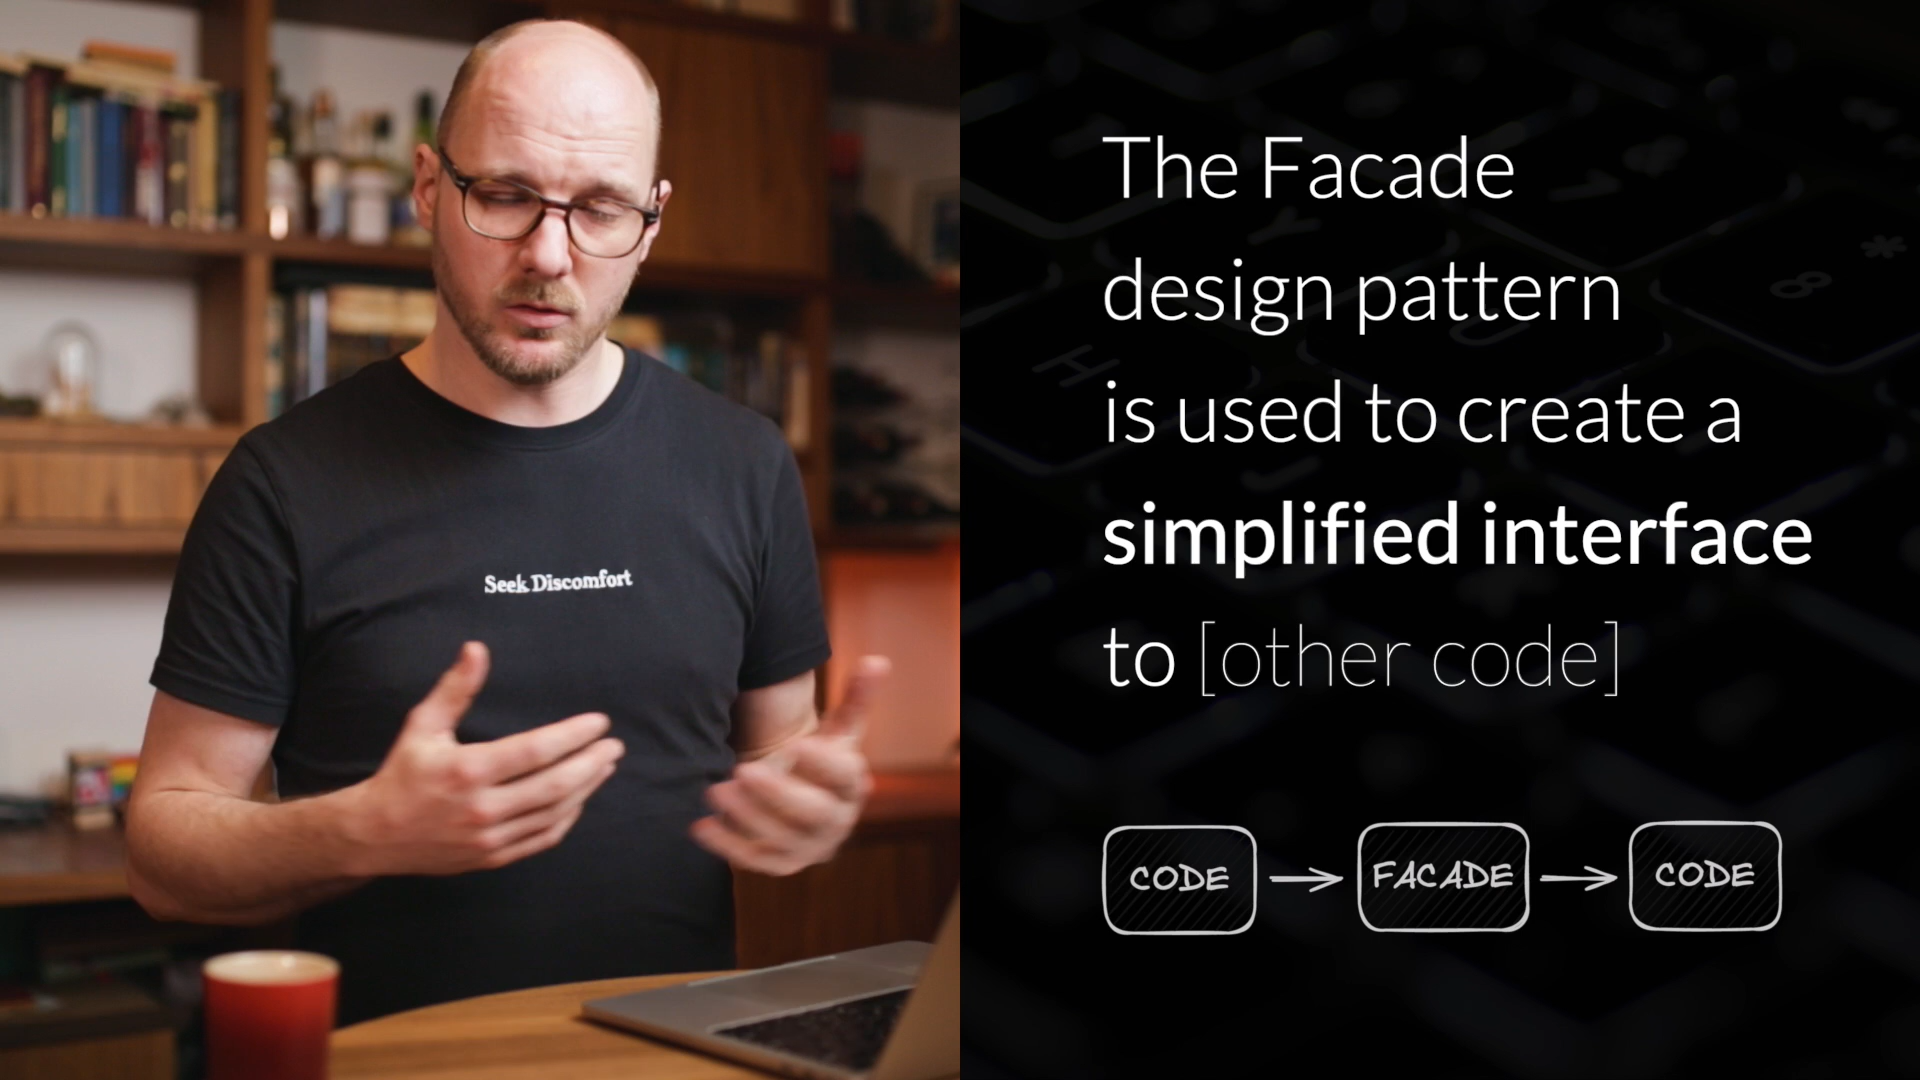 Seek Discomfort
The Facade
design pattern
is used to create a
simplified interface
to [other code]
CODE
FACADE
CODE